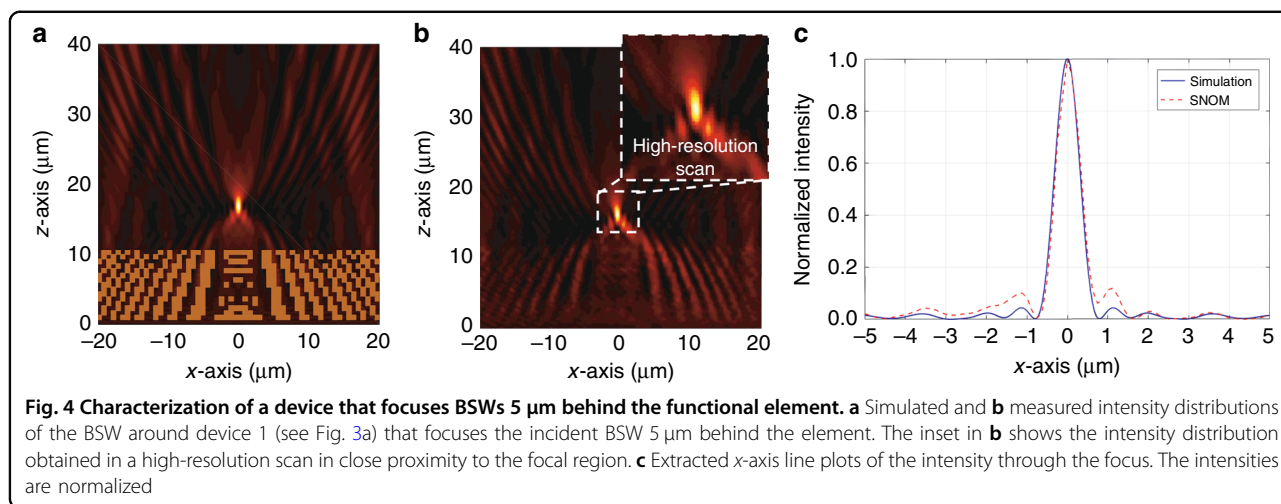 a
40
30
20
10
0
z-axis (μm)
–20
–10
0
10
20
x-axis (μm)
b
40
30
20
10
0
z-axis (μm)
–20
–10
0
10
20
x-axis (μm)
High-resolution
scan
c
1.0
0.8
0.6
0.4
0.2
0.0
Normalized intensity
Simulation
SNOM
–5
–4
–3
–2
–1
0
1
2
3
4
5
x-axis (μm)
Fig. 4 Characterization of a device that focuses BSWs 5 μm behind the functional element. a Simulated and b measured intensity distributions
of the BSW around device 1 (see Fig. 3a) that focuses the incident BSW 5 μm behind the element. The inset in b shows the intensity distribution
obtained in a high-resolution scan in close proximity to the focal region. c Extracted x-axis line plots of the intensity through the focus. The intensities
are normalized